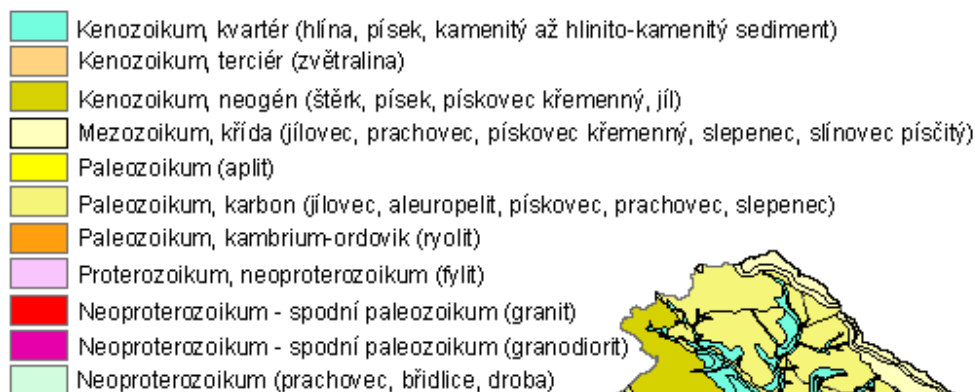 Kenozoikum, kvartér (hlína, písek, kamenitý až hlinito-kamenitý sediment)
Kenozoikum, terciér (zvětralina)
Kenozoikum, neogén (štěrk, písek, pískovec křemenný, jíl)
Mezozoikum, křída (jílovec, prachovec, pískovec křemenný, slepenec, slínovec písčitý)
Paleozoikum (aplit)
Paleozoikum, karbon (jílovec, aleuropelit, pískovec, prachovec, slepenec)
Paleozoikum, kambrium-ordovik (ryolit)
Proterozoikum, neoproterozoikum (fylit)
Neoproterozoikum - spodní paleozoikum (granit)
Neoproterozoikum - spodní paleozoikum (granodiorit)
Neoproterozoikum (prachovec, břidlice, droba)